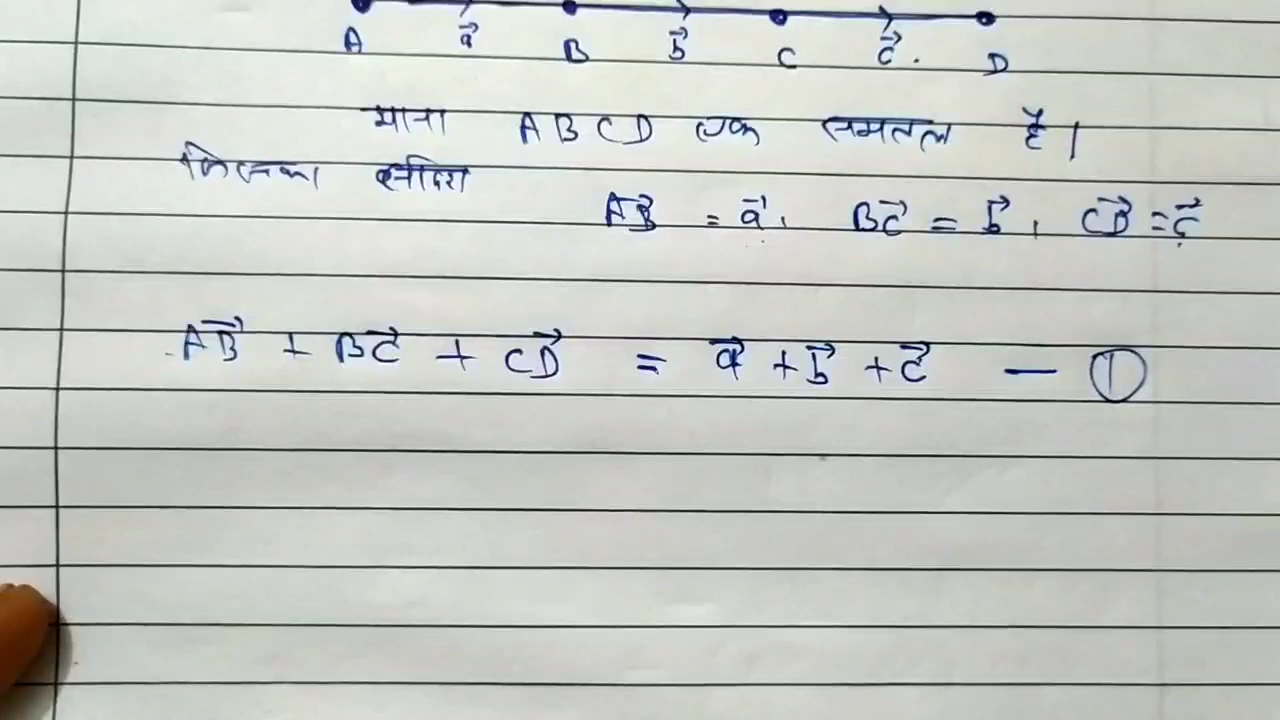 A a⃗ B b⃗ C c⃗ . D
माना ABCD एक समतल है।
जिसका सदिश
AB⃗ = a⃗, BC⃗ = b⃗, CD⃗ = c⃗
AB⃗ + BC⃗ + CD⃗ = a⃗ + b⃗ + c⃗ — ①